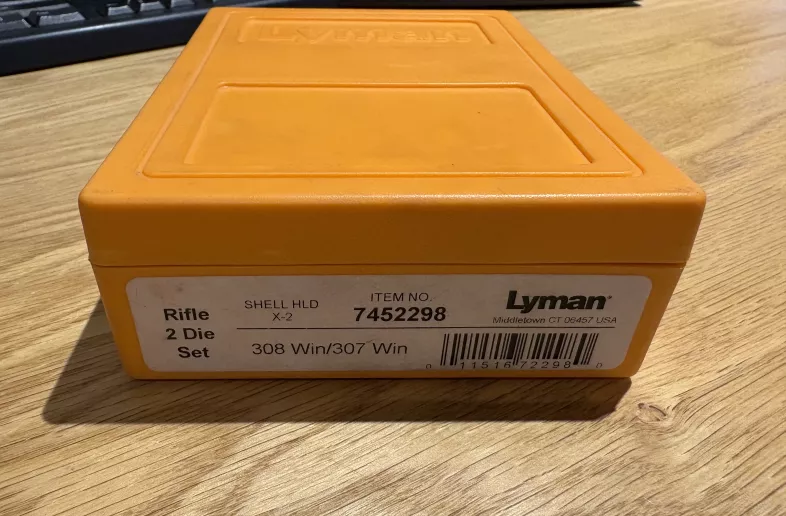 Lyman
Rifle
2 Die
Set
SHELL HLD
X-2
ITEM NO.
7452298
Lyman®
Middletown CT 06457 USA
308 Win/307 Win
0 11516 72298 0